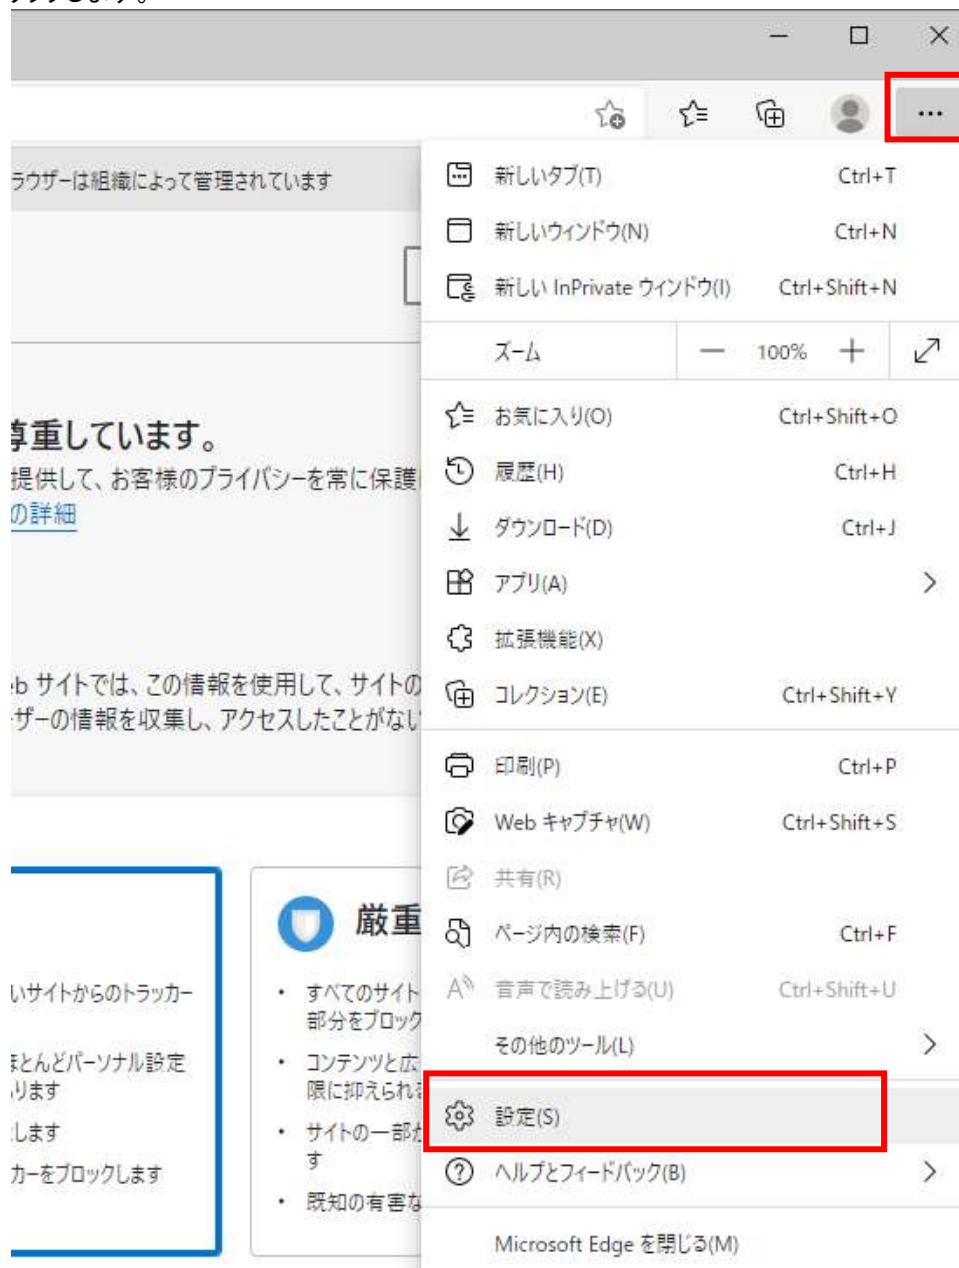 ックします。
ラウザーは組織によって管理されています
尊重しています。
提供して、お客様のプライバシーを常に保護
の詳細
eb サイトでは、この情報を使用して、サイトの
ーザーの情報を収集し、アクセスしたことがない
いサイトからのトラッカー
ほとんどパーソナル設定
ります
します
カーをブロックします
厳重
• すべてのサイト
部分をブロック
• コンテンツと広
限に抑えられる
• サイトの一部が
す
• 既知の有害な
新しいタブ(T) Ctrl+T
新しいウィンドウ(N) Ctrl+N
新しい InPrivate ウィンドウ(I) Ctrl+Shift+N
ズーム — 100% +
お気に入り(O) Ctrl+Shift+O
履歴(H) Ctrl+H
ダウンロード(D) Ctrl+J
アプリ(A)
拡張機能(X)
コレクション(E) Ctrl+Shift+Y
印刷(P) Ctrl+P
Web キャプチャ(W) Ctrl+Shift+S
共有(R)
ページ内の検索(F) Ctrl+F
音声で読み上げる(U) Ctrl+Shift+U
その他のツール(L)
設定(S)
ヘルプとフィードバック(B)
Microsoft Edge を閉じる(M)